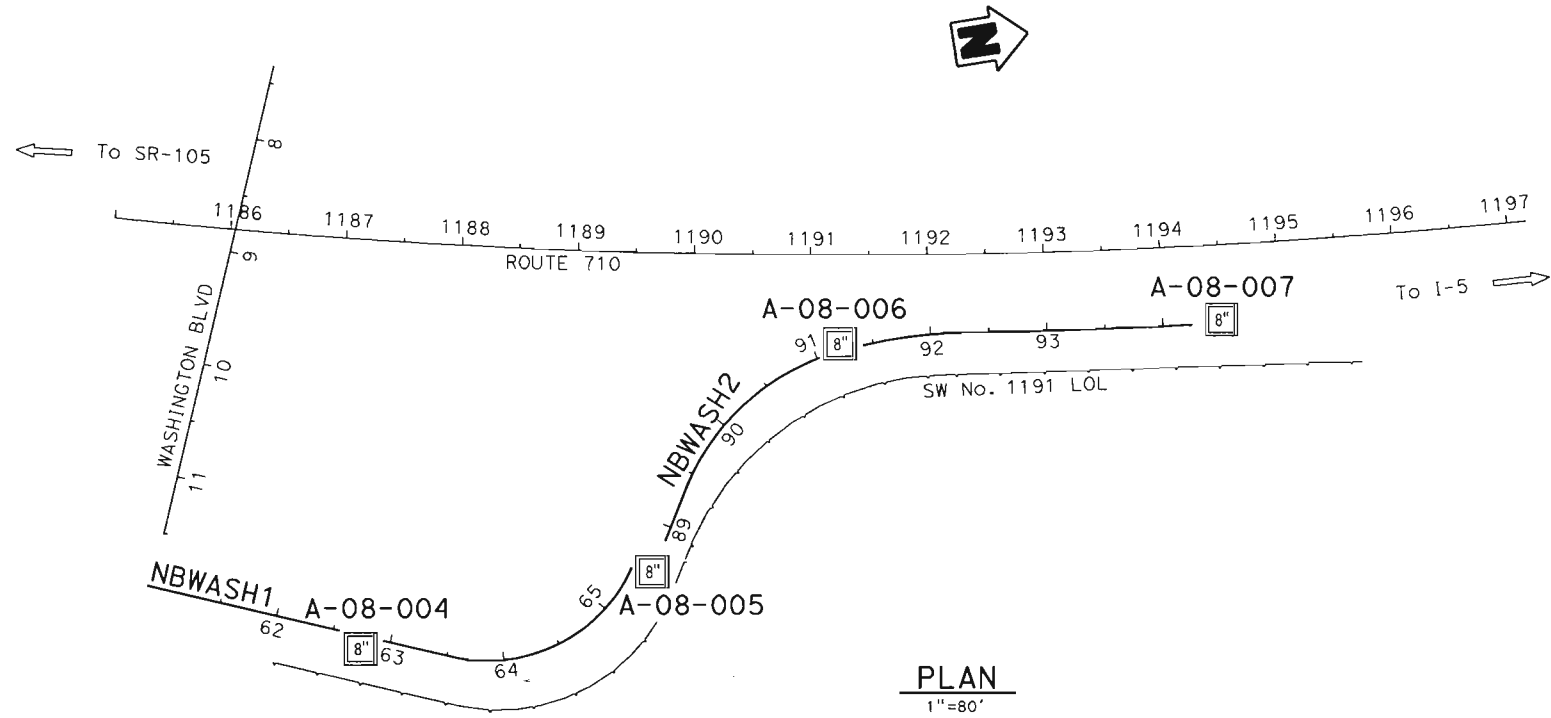 N
8
To SR-105
1186
1187
1188
1189
1190
1191
1192
1193
1194
1195
1196
1197
9
ROUTE 710
To I-5
WASHINGTON BLVD
10
11
A-08-006
8"
A-08-007
8"
91
92
93
SW No. 1191 LOL
NBWASH2
90
89
NBWASH1
62
A-08-004
8"
63
64
65
8"
A-08-005
PLAN
1"=80'